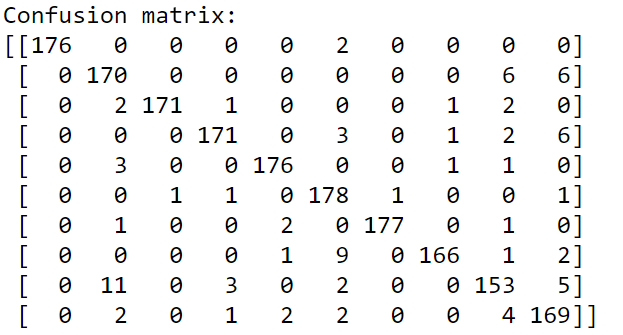 Confusion matrix:
[[176   0   0   0   0   2   0   0   0   0]
 [  0 170   0   0   0   0   0   0   6   6]
 [  0   2 171   1   0   0   0   1   2   0]
 [  0   0   0 171   0   3   0   1   2   6]
 [  0   3   0   0 176   0   0   1   1   0]
 [  0   0   1   1   0 178   1   0   0   1]
 [  0   1   0   0   2   0 177   0   1   0]
 [  0   0   0   0   1   9   0 166   1   2]
 [  0  11   0   3   0   2   0   0 153   5]
 [  0   2   0   1   2   2   0   0   4 169]]